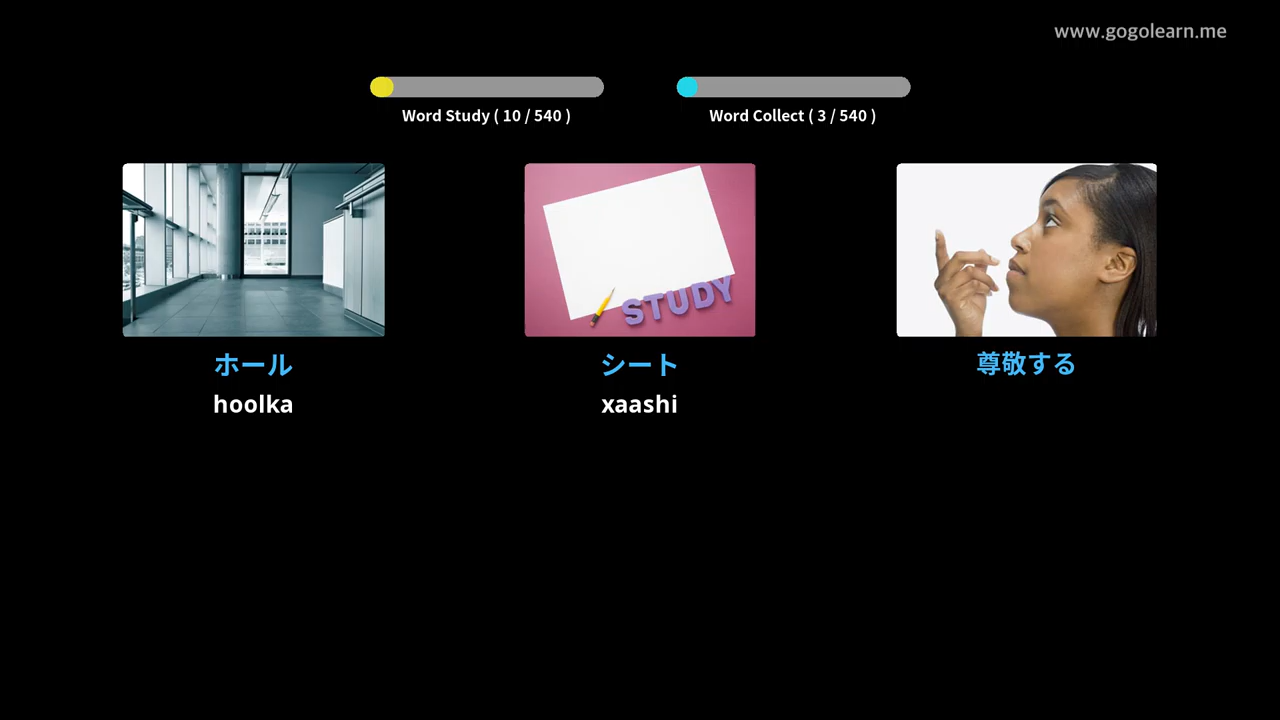 www.gogolearn.me
Word Study ( 10 / 540 )
Word Collect ( 3 / 540 )
STUDY
ホール
シート
尊敬する
hoolka
xaashi